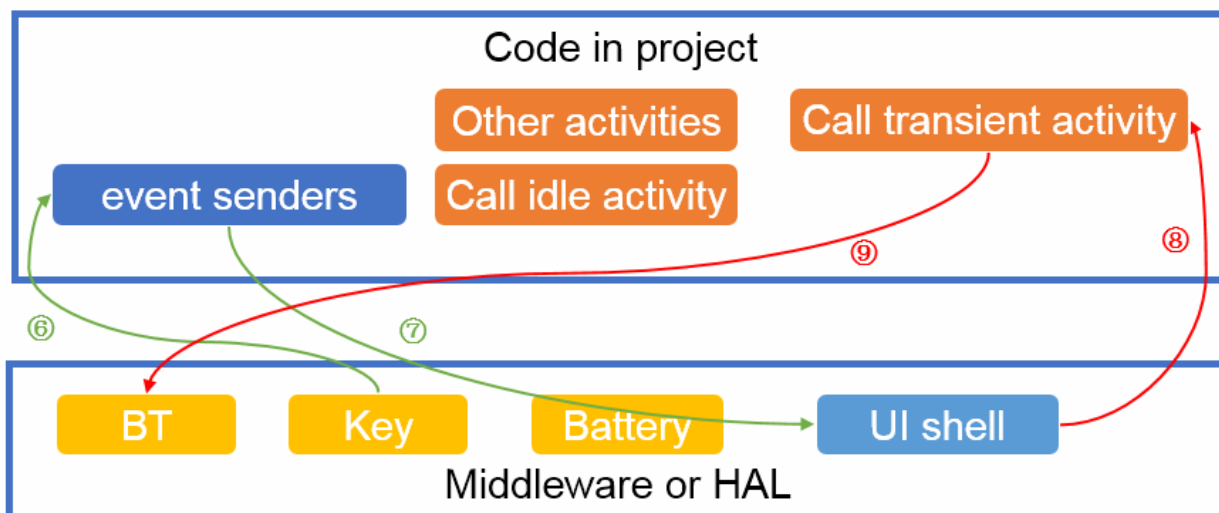 Code in project
Other activities
Call transient activity
event senders
Call idle activity
⑨
⑧
⑥
⑦
BT
Key
Battery
UI shell
Middleware or HAL